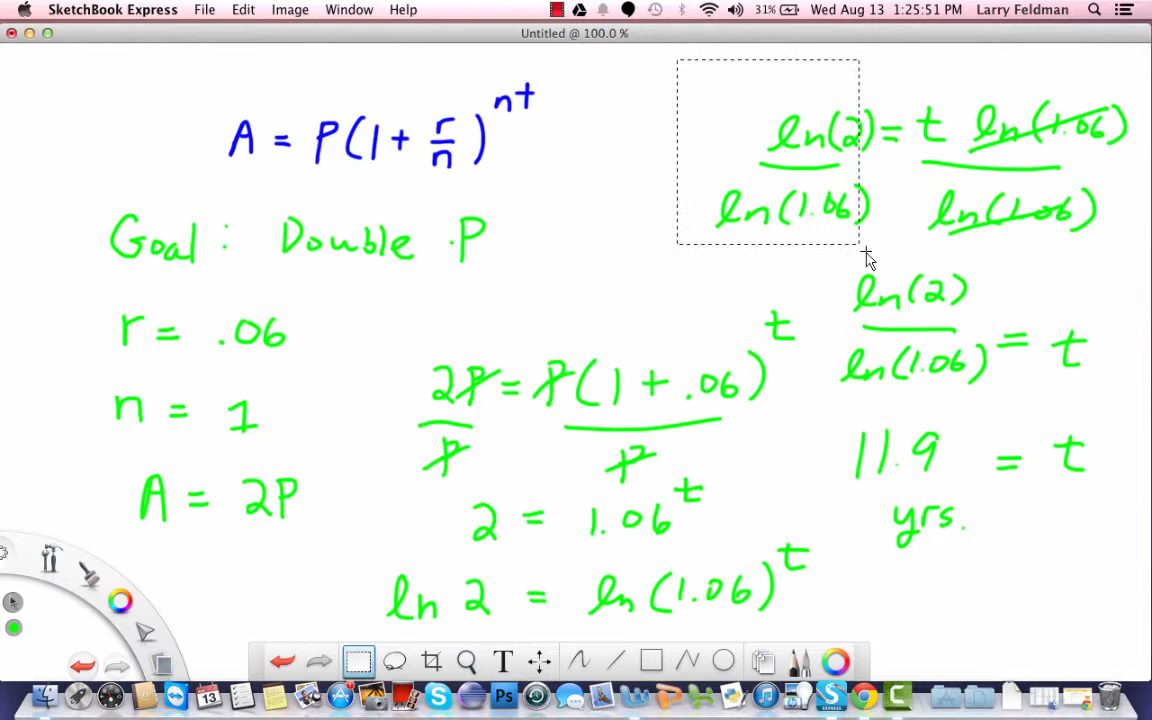 SketchBook Express File Edit Image Window Help 31% Wed Aug 13 1:25:51 PM Larry Feldman
Untitled @ 100.0 %
A = P(1 + r/n)^nt
Goal : Double P
r = .06
n = 1
A = 2P
2P = P(1 + .06)^t
P P
2 = 1.06^t
ln 2 = ln(1.06)^t
ln(2) = t ln(1.06)
ln(1.06) ln(1.06)
ln(2)
ln(1.06) = t
11.9 = t
yrs.
T
13
Ps
S
EXPRESS
C